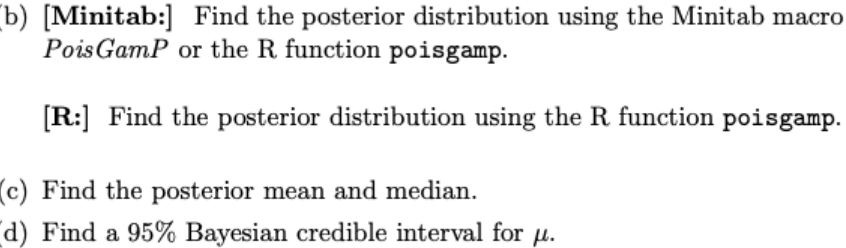 b) [Minitab:] Find the posterior distribution using the Minitab macro
PoisGamP or the R function poisgamp.
[R:] Find the posterior distribution using the R function poisgamp.
(c) Find the posterior mean and median.
d) Find a 95% Bayesian credible interval for μ.